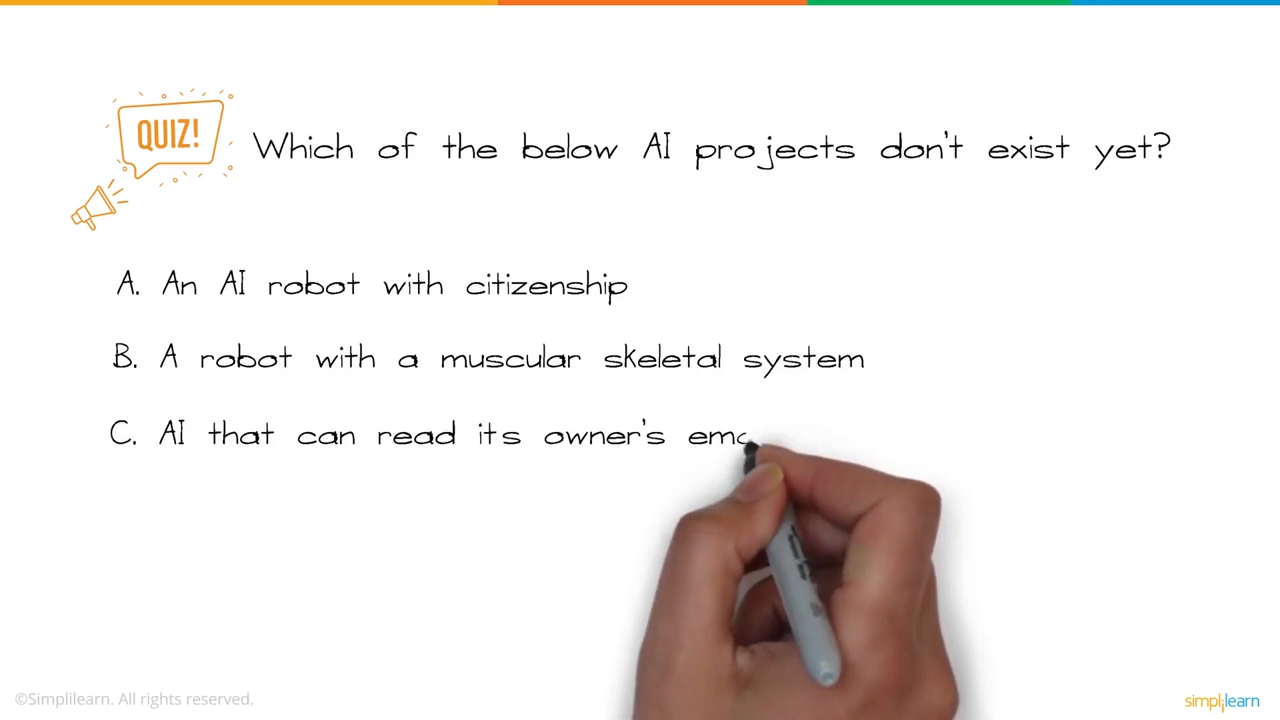 QUIZ!
Which of the below AI projects don't exist yet?
A. An AI robot with citizenship
B. A robot with a muscular skeletal system
C. AI that can read its owner's emo
©Simplilearn. All rights reserved.
simplilearn